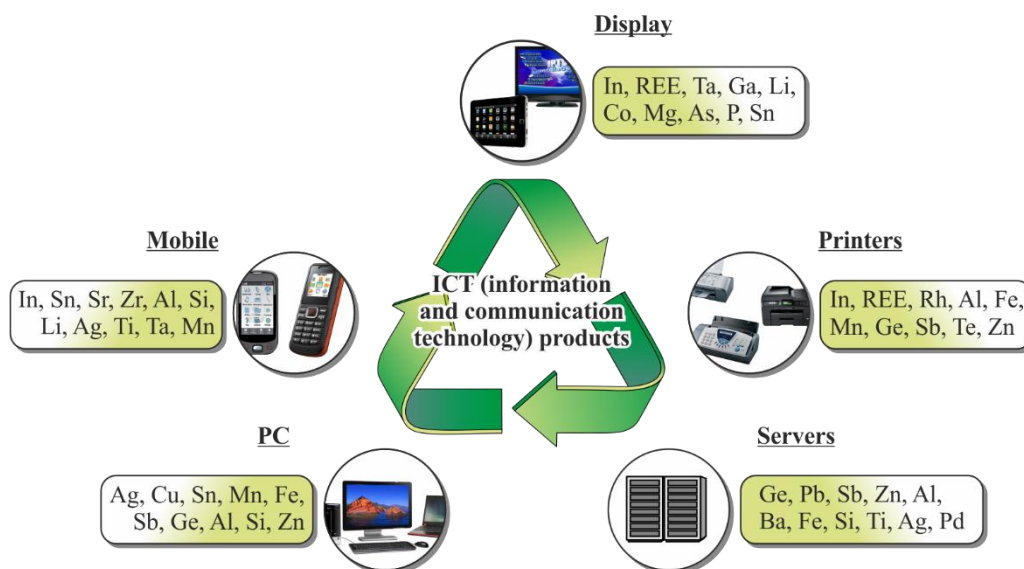 Display
In, REE, Ta, Ga, Li,
Co, Mg, As, P, Sn
Mobile
In, Sn, Sr, Zr, Al, Si,
Li, Ag, Ti, Ta, Mn
ICT (information
and communication
technology) products
Printers
In, REE, Rh, Al, Fe,
Mn, Ge, Sb, Te, Zn
PC
Ag, Cu, Sn, Mn, Fe,
Sb, Ge, Al, Si, Zn
Servers
Ge, Pb, Sb, Zn, Al,
Ba, Fe, Si, Ti, Ag, Pd